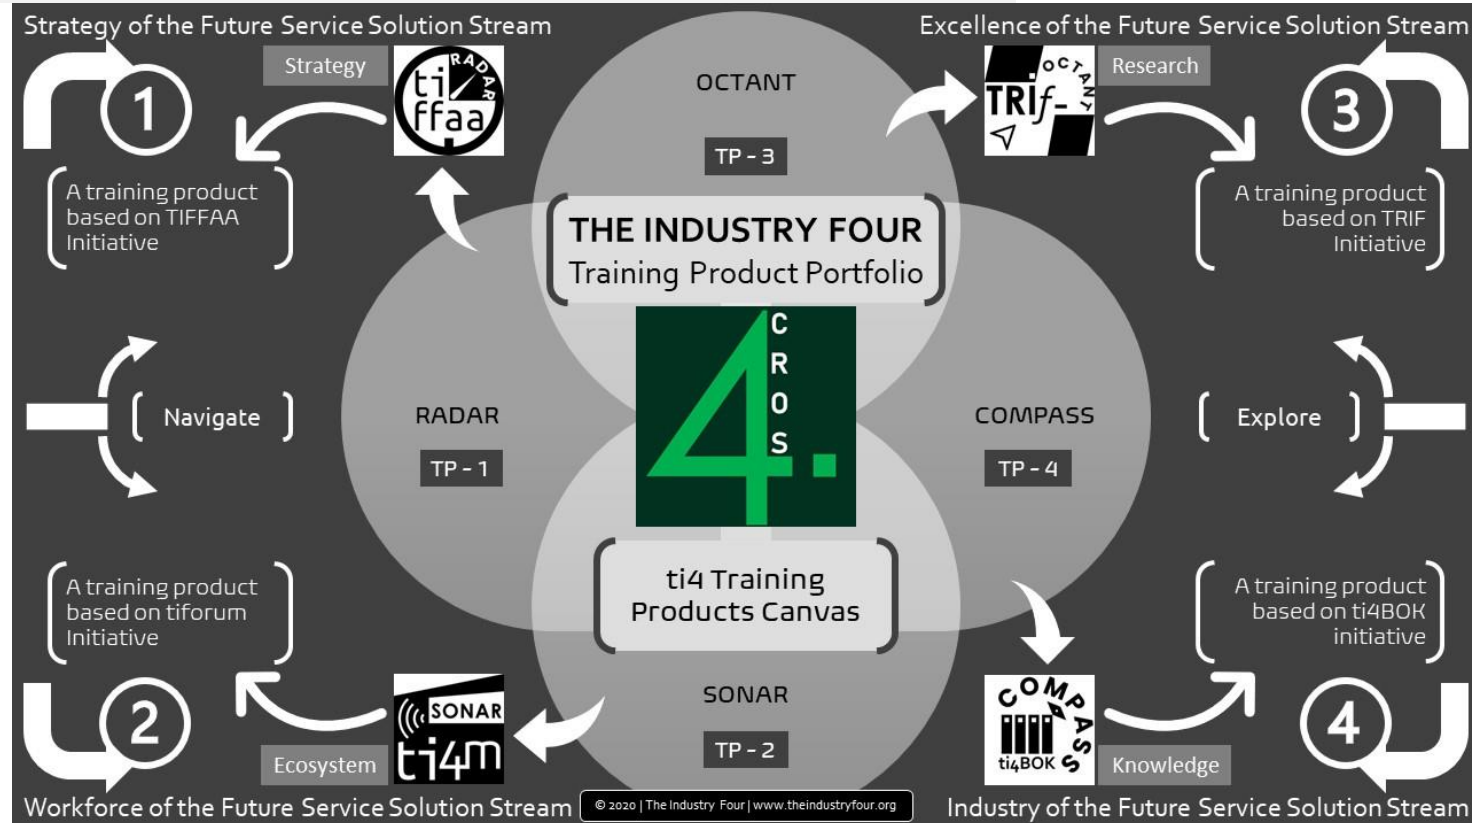 Strategy of the Future Service Solution Stream
Excellence of the Future Service Solution Stream
1
Strategy
ti
ffaa
RADAR
A training product
based on TIFFAA
Initiative
OCTANT
TP - 3
TRIf-
OCTANT
Research
3
A training product
based on TRIF
Initiative
THE INDUSTRY FOUR
Training Product Portfolio
4.
CROS
Navigate
RADAR
TP - 1
COMPASS
TP - 4
Explore
ti4 Training
Products Canvas
A training product
based on tiforum
Initiative
2
Ecosystem
SONAR
ti4m
SONAR
TP - 2
A training product
based on ti4BOK
initiative
COMPASS
ti4BOK
Knowledge
4
Workforce of the Future Service Solution Stream
© 2020 | The Industry Four | www.theindustryfour.org
Industry of the Future Service Solution Stream